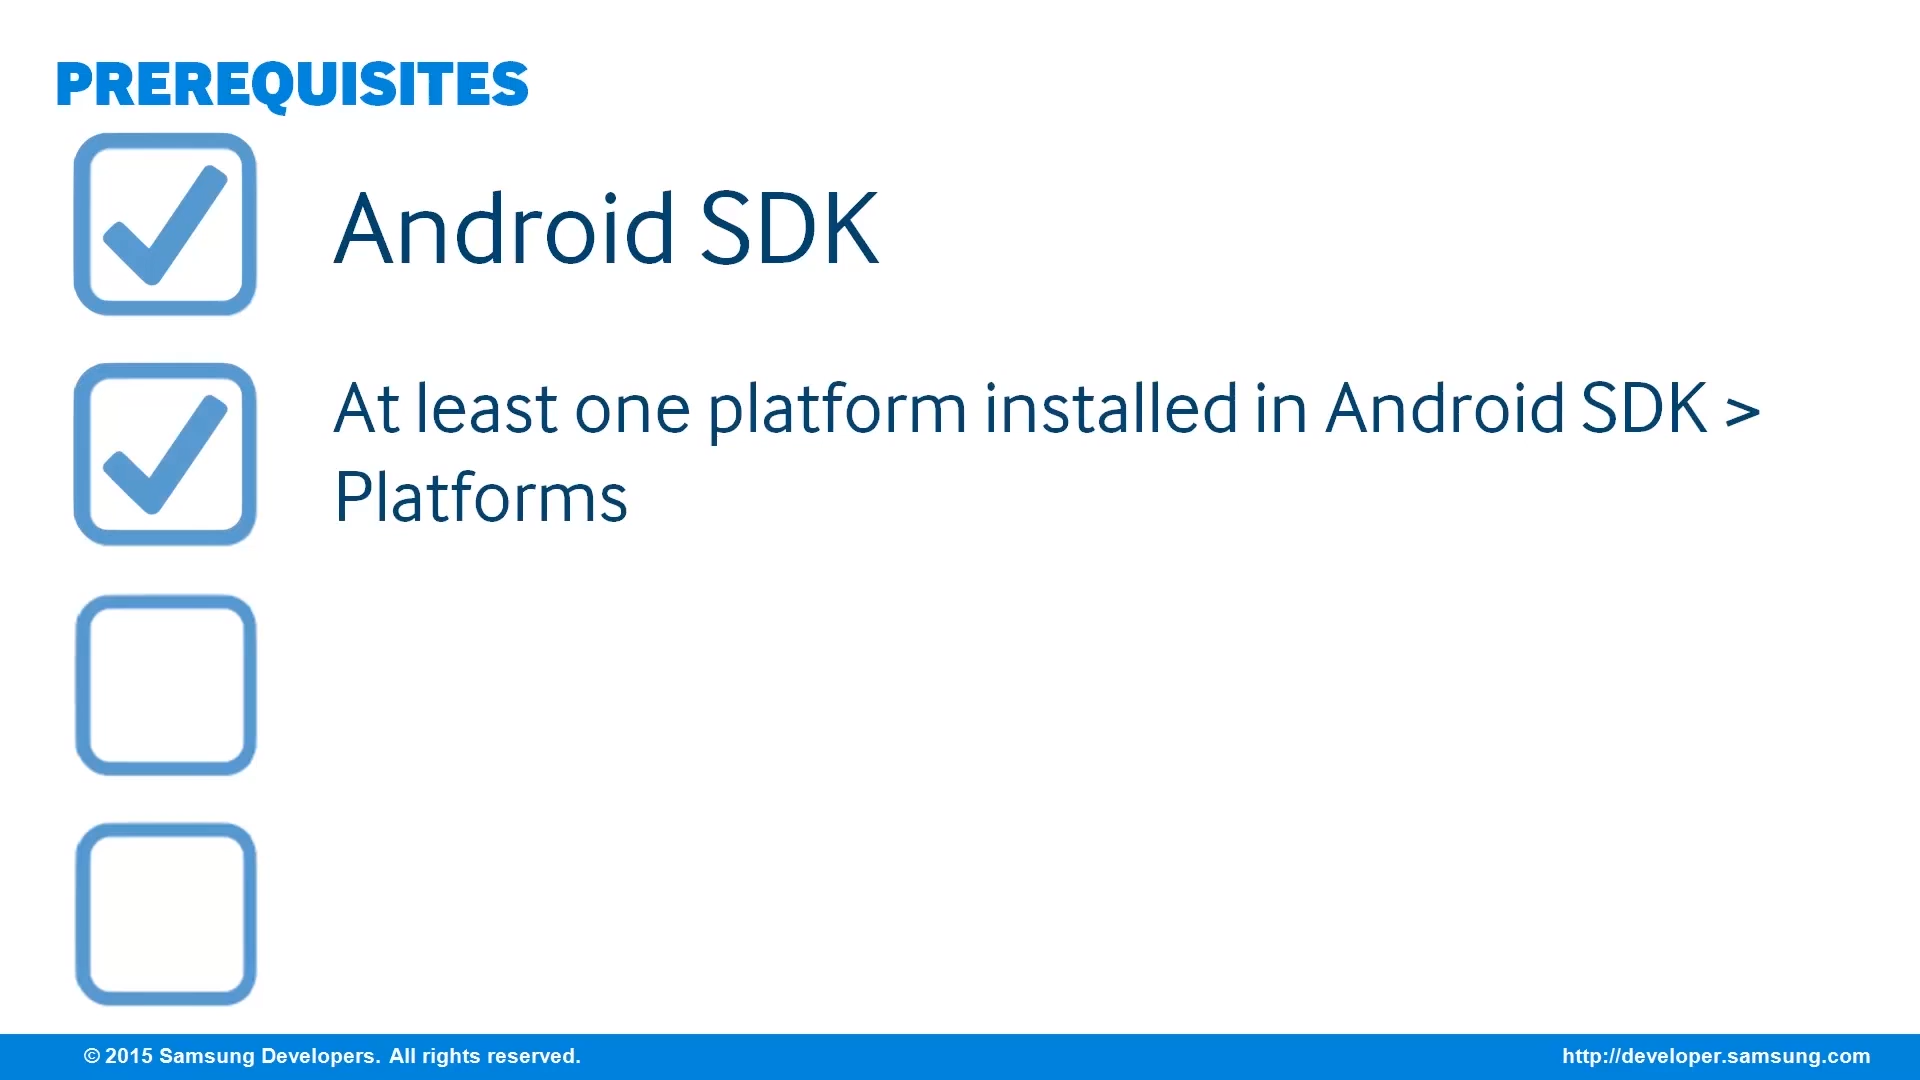 PREREQUISITES
Android SDK
At least one platform installed in Android SDK >
Platforms
© 2015 Samsung Developers. All rights reserved.
http://developer.samsung.com